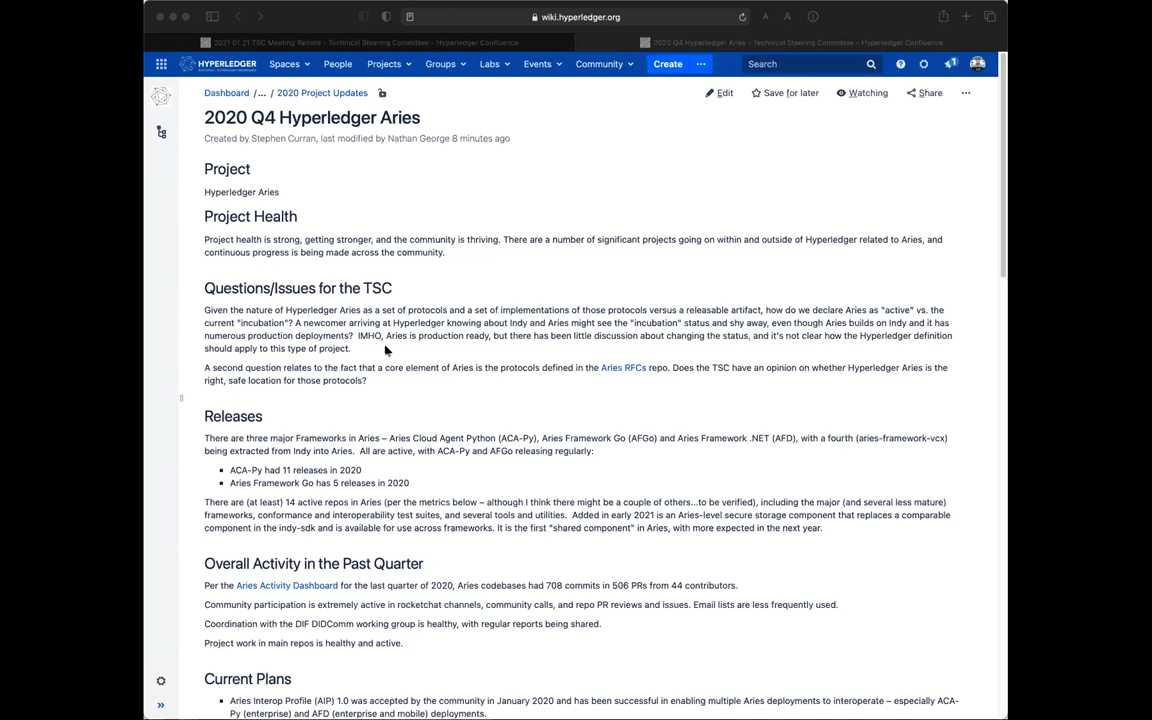 wiki.hyperledger.org
A A
2021 01 21 TSC Meeting Record - Technical Steering Committee - Hyperledger Confluence
2020 Q4 Hyperledger Aries - Technical Steering Committee - Hyperledger Confluence
HYPERLEDGER Spaces People Projects Groups Labs Events Community Create ... Search 1
Dashboard /... / 2020 Project Updates Edit Save for later Watching Share ...
2020 Q4 Hyperledger Aries
Created by Stephen Curran, last modified by Nathan George 8 minutes ago
Project
Hyperledger Aries
Project Health
Project health is strong, getting stronger, and the community is thriving. There are a number of significant projects going on within and outside of Hyperledger related to Aries, and
continuous progress is being made across the community.
Questions/Issues for the TSC
Given the nature of Hyperledger Aries as a set of protocols and a set of implementations of those protocols versus a releasable artifact, how do we declare Aries as "active" vs. the
current "incubation"? A newcomer arriving at Hyperledger knowing about Indy and Aries might see the "incubation" status and shy away, even though Aries builds on Indy and it has
numerous production deployments? IMHO, Aries is production ready, but there has been little discussion about changing the status, and it's not clear how the Hyperledger definition
should apply to this type of project.
A second question relates to the fact that a core element of Aries is the protocols defined in the Aries RFCs repo. Does the TSC have an opinion on whether Hyperledger Aries is the
right, safe location for those protocols?
Releases
There are three major Frameworks in Aries – Aries Cloud Agent Python (ACA-Py), Aries Framework Go (AFGo) and Aries Framework .NET (AFD), with a fourth (aries-framework-vcx)
being extracted from Indy into Aries. All are active, with ACA-Py and AFGo releasing regularly:
ACA-Py had 11 releases in 2020
Aries Framework Go has 5 releases in 2020
There are (at least) 14 active repos in Aries (per the metrics below – although I think there might be a couple of others...to be verified), including the major (and several less mature)
frameworks, conformance and interoperability test suites, and several tools and utilities. Added in early 2021 is an Aries-level secure storage component that replaces a comparable
component in the indy-sdk and is available for use across frameworks. It is the first "shared component" in Aries, with more expected in the next year.
Overall Activity in the Past Quarter
Per the Aries Activity Dashboard for the last quarter of 2020, Aries codebases had 708 commits in 506 PRs from 44 contributors.
Community participation is extremely active in rocketchat channels, community calls, and repo PR reviews and issues. Email lists are less frequently used.
Coordination with the DIF DIDComm working group is healthy, with regular reports being shared.
Project work in main repos is healthy and active.
Current Plans
Aries Interop Profile (AIP) 1.0 was accepted by the community in January 2020 and has been successful in enabling multiple Aries deployments to interoperate – especially ACA-
Py (enterprise) and AFD (enterprise and mobile) deployments.